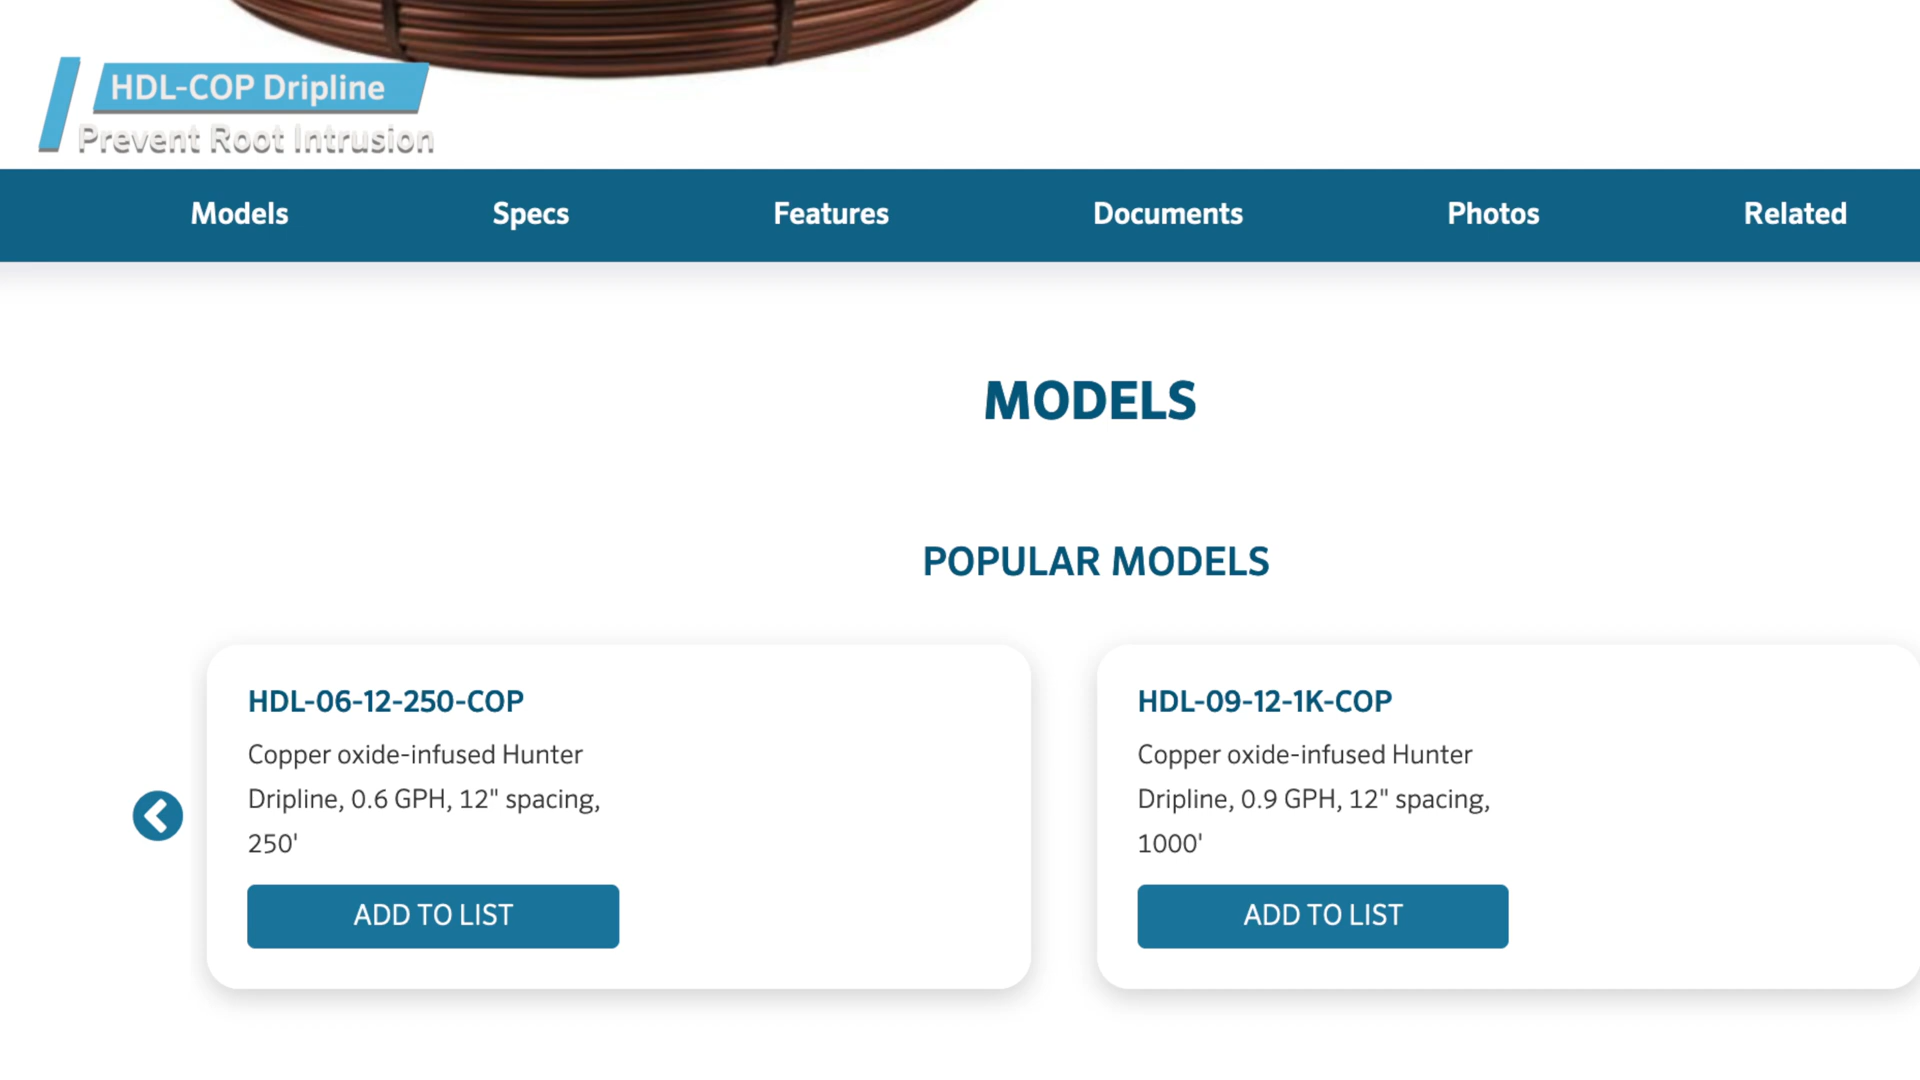 HDL-COP Dripline
Prevent Root Intrusion
Models Specs Features Documents Photos Related
MODELS
POPULAR MODELS
HDL-06-12-250-COP
Copper oxide-infused Hunter
Dripline, 0.6 GPH, 12" spacing,
250'
ADD TO LIST
HDL-09-12-1K-COP
Copper oxide-infused Hunter
Dripline, 0.9 GPH, 12" spacing,
1000'
ADD TO LIST